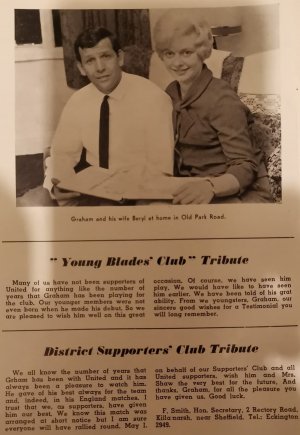 Graham and his wife Beryl at home in Old Park Road.
" Young Blades' Club " Tribute
Many of us have not been supporters of
United for anything like the number of
years that Graham has been playing for
the club. Our younger members were not
even born when he made his debut. So we
are pleased to wish him well on this great
occasion. Of course, we have seen him
play. We would have like to have seen
him earlier. We have been told of his great
ability. From we youngsters, Graham, our
sincere good wishes for a Testimonial you
will long remember.
District Supporters' Club Tribute
We all know the number of years that
Grham has been with United and it has
always been a pleasure to watch him.
He gave of his best always for the team
and, indeed, in his England matches. I
trust that we, as supporters, have given
him our best. We know this match was
arranged at short notice but I am sure
everyone will have rallied round. May I,
on behalf of our Supporters' Club and all
United supporters, wish Graham and Mrs.
Shaw the very best for the future. And
thanks, Graham, for all the pleasure you
have given us. Good luck.
F. Smith, Hon. Secretary, 2 Rectory Road,
Killamarsh, near Sheffield. Tel.: Eckington
2949.